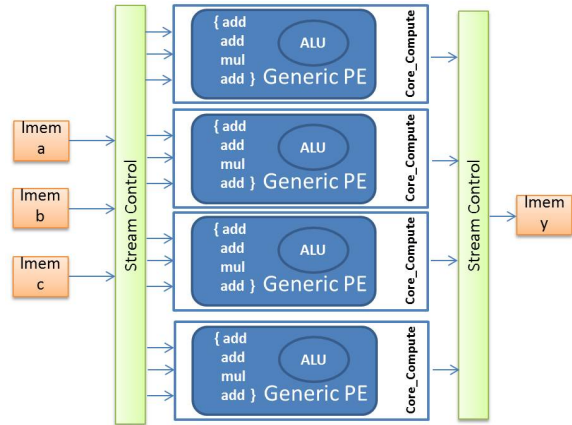 Stream Control
{ add
add
ALU
mul
add } Generic PE
Core_Compute
lmem
a
{ add
add
ALU
mul
add } Generic PE
Core_Compute
lmem
b
{ add
add
ALU
mul
add } Generic PE
Core_Compute
lmem
c
{ add
add
ALU
mul
add } Generic PE
Core_Compute
Stream Control
lmem
y